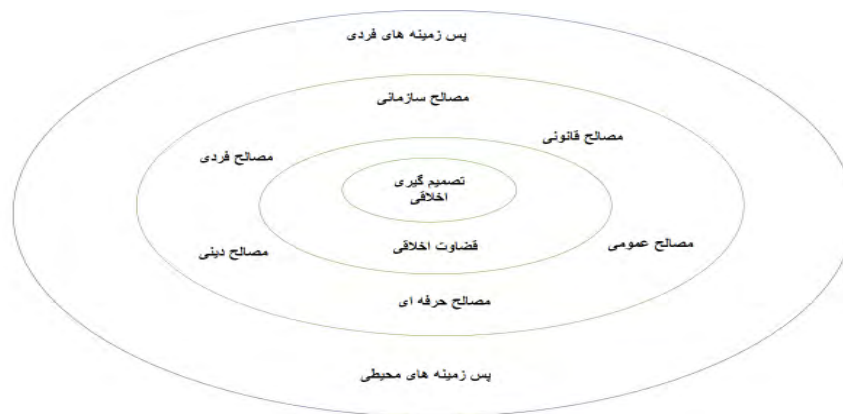 پس زمینه های فردی
مصالح سازمانی
مصالح قانونی
مصالح فردی
تصمیم گیری
اخلاقی
قضاوت اخلاقی
مصالح عمومی
مصالح دینی
مصالح حرفه ای
پس زمینه های محیطی